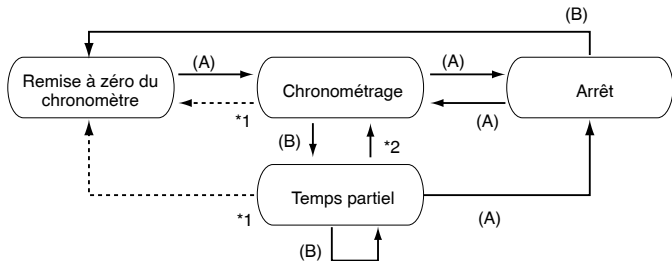 (B)
Remise à zéro du
chronomètre
(A)
Chronométrage
(A)
Arrêt
*1
(A)
(B)
*2
Temps partiel
*1
(A)
(B)